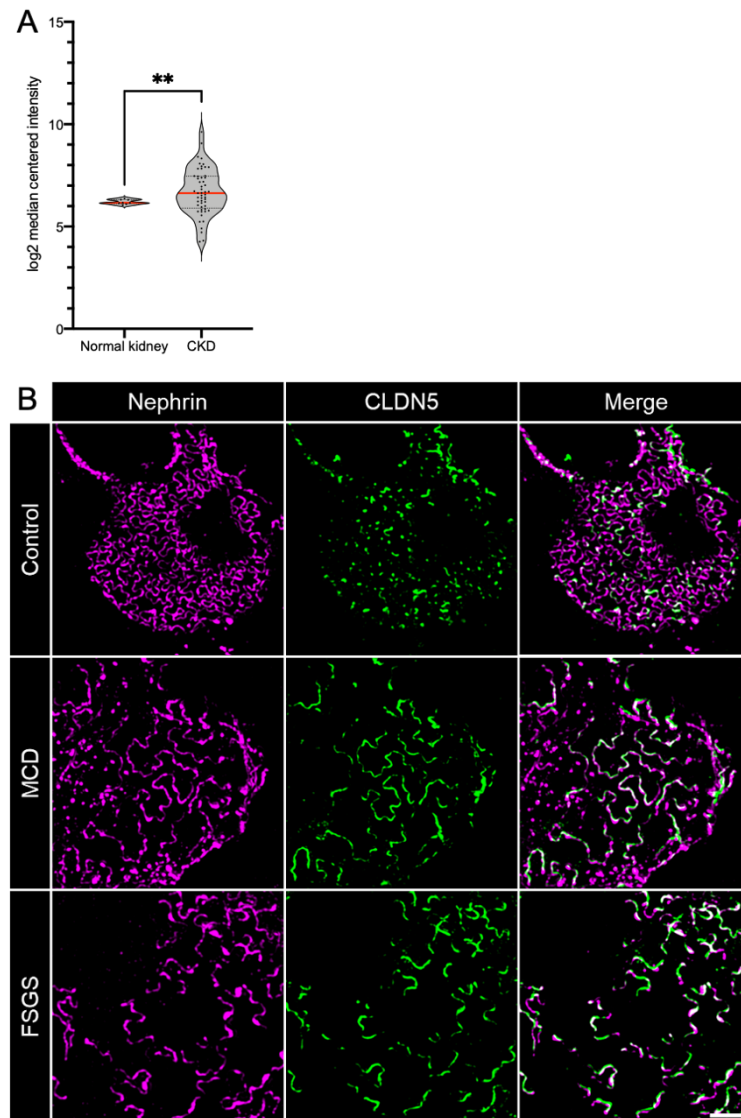 A
15
**
10
log2 median centered intensity
5
0
Normal kidney CKD
B
Nephrin CLDN5 Merge
Control
MCD
FSGS